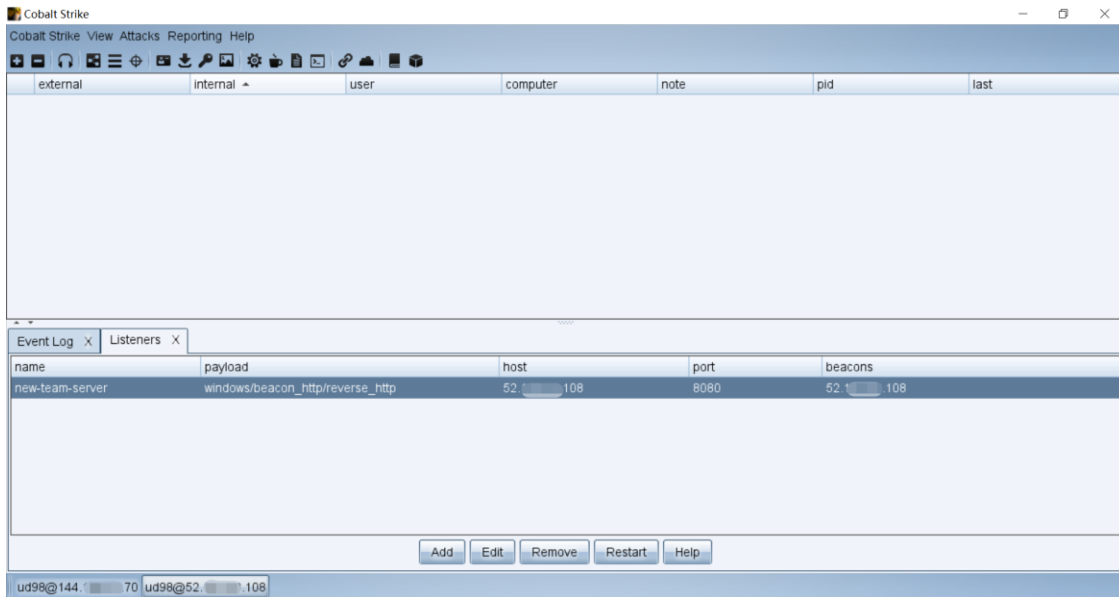 Cobalt Strike
Cobalt Strike View Attacks Reporting Help
external internal user computer note pid last
Event Log X Listeners X
name payload host port beacons
new-team-server windows/beacon_http/reverse_http 52. 108 8080 52. .108
Add Edit Remove Restart Help
ud98@144. 70 ud98@52. .108